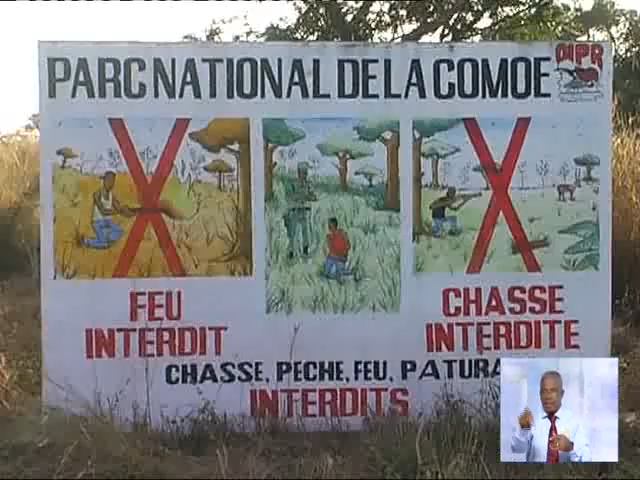 PARC NATIONAL DE LA COMOE
OIPR
FEU
INTERDIT
CHASSE
INTERDITE
CHASSE, PECHE, FEU, PATURA
INTERDITS